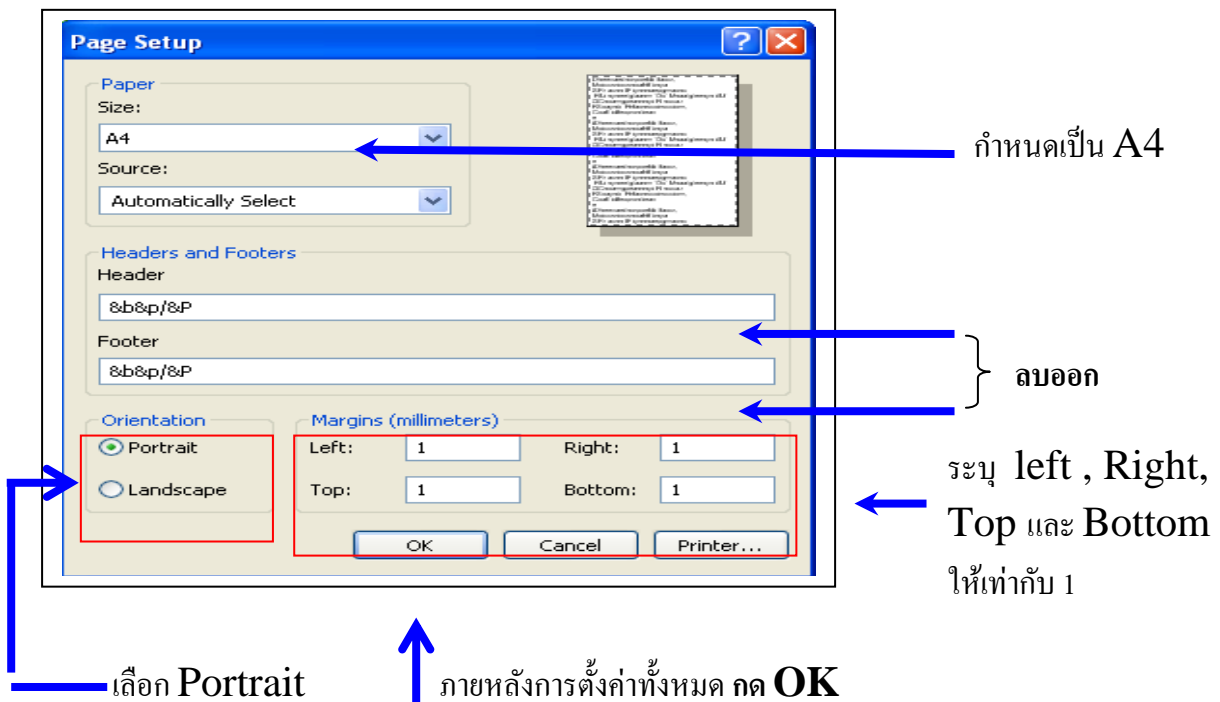 Page Setup
Paper
Size:
A4
Source:
Automatically Select
กำหนดเป็น A4
Headers and Footers
Header
&b&p/&P
Footer
&b&p/&P
ลบออก
Orientation
Portrait
Landscape
Margins (millimeters)
Left: 1 Right: 1
Top: 1 Bottom: 1
OK Cancel Printer...
ระบุ left , Right,
Top และ Bottom
ให้เท่ากับ 1
เลือก Portrait
ภายหลังการตั้งค่าทั้งหมด กด OK